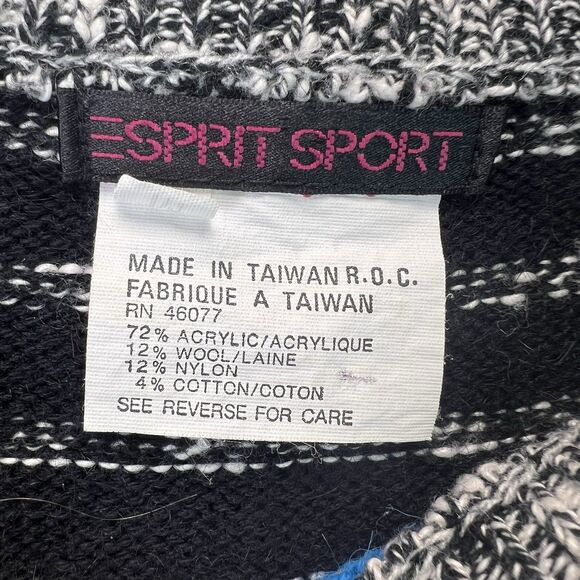 ESPRIT SPORT
MADE IN TAIWAN R.O.C.
FABRIQUE A TAIWAN
RN 46077
72% ACRYLIC/ACRYLIQUE
12% WOOL/LAINE
12% NYLON
4% COTTON/COTON
SEE REVERSE FOR CARE